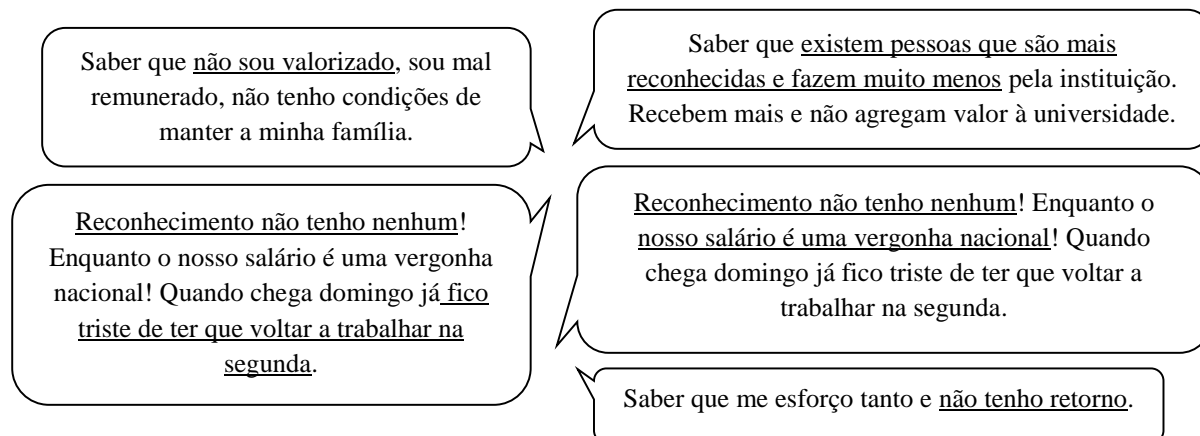 Saber que não sou valorizado, sou mal
remunerado, não tenho condições de
manter a minha família.
Saber que existem pessoas que são mais
reconhecidas e fazem muito menos pela instituição.
Recebem mais e não agregam valor à universidade.
Reconhecimento não tenho nenhum!
Enquanto o nosso salário é uma vergonha
nacional! Quando chega domingo já fico
triste de ter que voltar a trabalhar na
segunda.
Reconhecimento não tenho nenhum! Enquanto o
nosso salário é uma vergonha nacional! Quando
chega domingo já fico triste de ter que voltar a
trabalhar na segunda.
Saber que me esforço tanto e não tenho retorno.